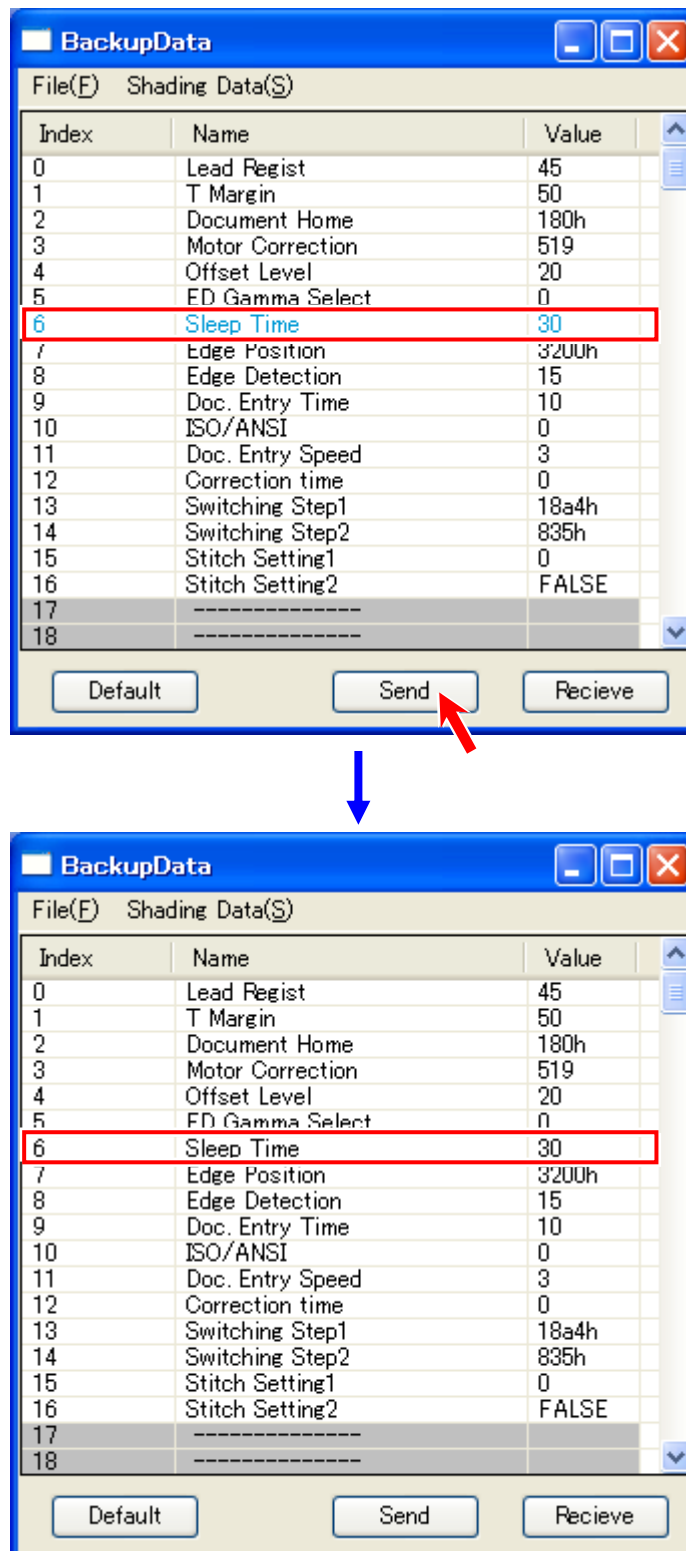 BackupData
File(F) Shading Data(S)
Index Name Value
0 Lead Regist 45
1 T Margin 50
2 Document Home 180h
3 Motor Correction 519
4 Offset Level 20
5 ED Gamma Select 0
6 Sleep Time 30
7 Edge Position 3200h
8 Edge Detection 15
9 Doc. Entry Time 10
10 ISO/ANSI 0
11 Doc. Entry Speed 3
12 Correction time 0
13 Switching Step1 18a4h
14 Switching Step2 835h
15 Stitch Setting1 0
16 Stitch Setting2 FALSE
17 --------------
18 --------------
Default Send Recieve
BackupData
File(F) Shading Data(S)
Index Name Value
0 Lead Regist 45
1 T Margin 50
2 Document Home 180h
3 Motor Correction 519
4 Offset Level 20
5 ED Gamma Select 0
6 Sleep Time 30
7 Edge Position 3200h
8 Edge Detection 15
9 Doc. Entry Time 10
10 ISO/ANSI 0
11 Doc. Entry Speed 3
12 Correction time 0
13 Switching Step1 18a4h
14 Switching Step2 835h
15 Stitch Setting1 0
16 Stitch Setting2 FALSE
17 --------------
18 --------------
Default Send Recieve